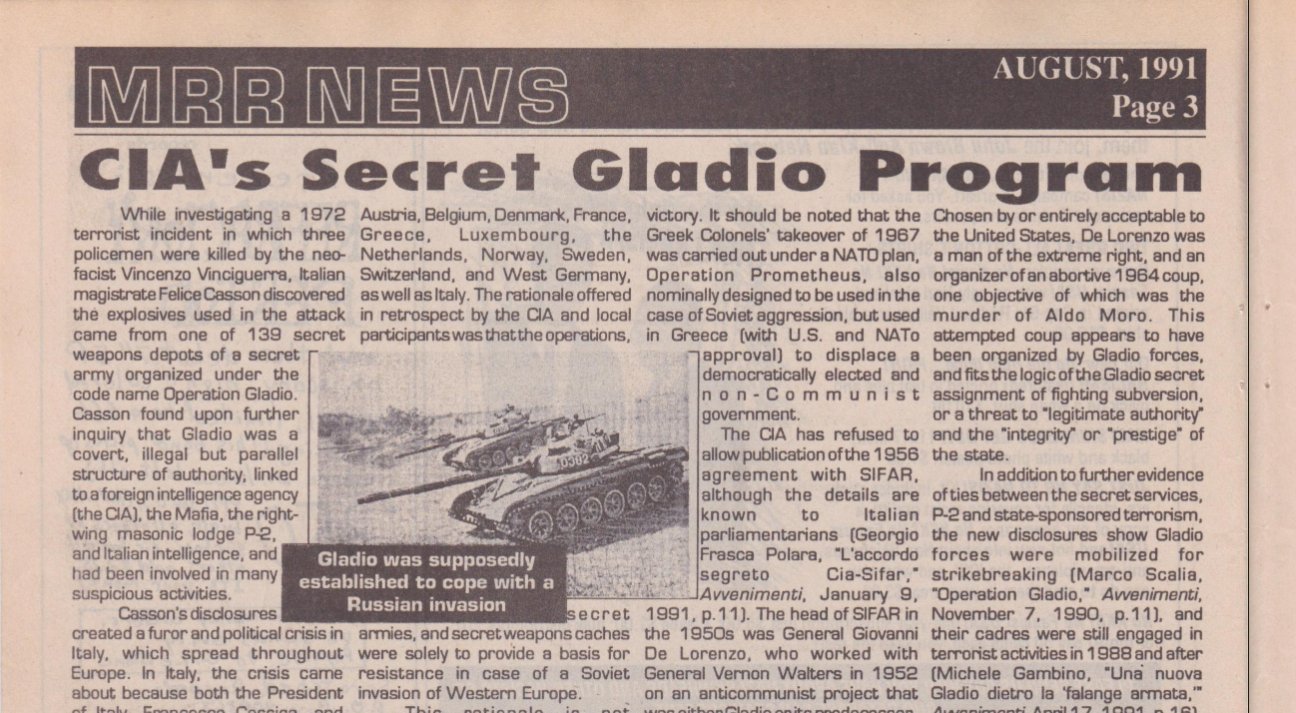 MRR NEWS
AUGUST, 1991
Page 3
CIA's Secret Gladio Program
While investigating a 1972
terrorist incident in which three
policemen were killed by the neo-
facist Vincenzo Vinciguerra, Italian
magistrate Felice Casson discovered
the explosives used in the attack
came from one of 139 secret
weapons depots of a secret
army organized under the
code name Operation Gladio.
Casson found upon further
inquiry that Gladio was a
covert, illegal but parallel
structure of authority, linked
to a foreign intelligence agency
(the CIA), the Mafia, the right-
wing masonic lodge P-2,
and Italian intelligence, and
had been involved in many
suspicious activities.
Casson's disclosures
created a furor and political crisis in
Italy, which spread throughout
Europe. In Italy, the crisis came
about because both the President
of Italy, Francesco Cossiga, and
Austria, Belgium, Denmark, France,
Greece, Luxembourg, the
Netherlands, Norway, Sweden,
Switzerland, and West Germany,
as well as Italy. The rationale offered
in retrospect by the CIA and local
participants was that the operations,
0302
Gladio was supposedly
established to cope with a
Russian invasion
secret
armies, and secret weapons caches
were solely to provide a basis for
resistance in case of a Soviet
invasion of Western Europe.
This rationale is not
victory. It should be noted that the
Greek Colonels' takeover of 1967
was carried out under a NATO plan,
Operation Prometheus, also
nominally designed to be used in the
case of Soviet aggression, but used
in Greece (with U.S. and NATo
approval) to displace a
democratically elected and
non-Communist
government.
The CIA has refused to
allow publication of the 1956
agreement with SIFAR,
although the details are
known to Italian
parliamentarians (Georgio
Frasca Polara, "L'accordo
segreto Cia-Sifar,"
Avvenimenti, January 9,
1991, p.11). The head of SIFAR in
the 1950s was General Giovanni
De Lorenzo, who worked with
General Vernon Walters in 1952
on an anticommunist project that
was either Gladio or its predecessor.
Chosen by or entirely acceptable to
the United States, De Lorenzo was
a man of the extreme right, and an
organizer of an abortive 1964 coup,
one objective of which was the
murder of Aldo Moro. This
attempted coup appears to have
been organized by Gladio forces,
and fits the logic of the Gladio secret
assignment of fighting subversion,
or a threat to "legitimate authority"
and the "integrity" or "prestige" of
the state.
In addition to further evidence
of ties between the secret services,
P-2 and state-sponsored terrorism,
the new disclosures show Gladio
forces were mobilized for
strikebreaking (Marco Scalia,
"Operation Gladio," Avvenimenti,
November 7, 1990, p.11), and
their cadres were still engaged in
terrorist activities in 1988 and after
(Michele Gambino, "Una nuova
Gladio dietro la 'falange armata,'"
Avvenimenti, April 17, 1991, p.16).